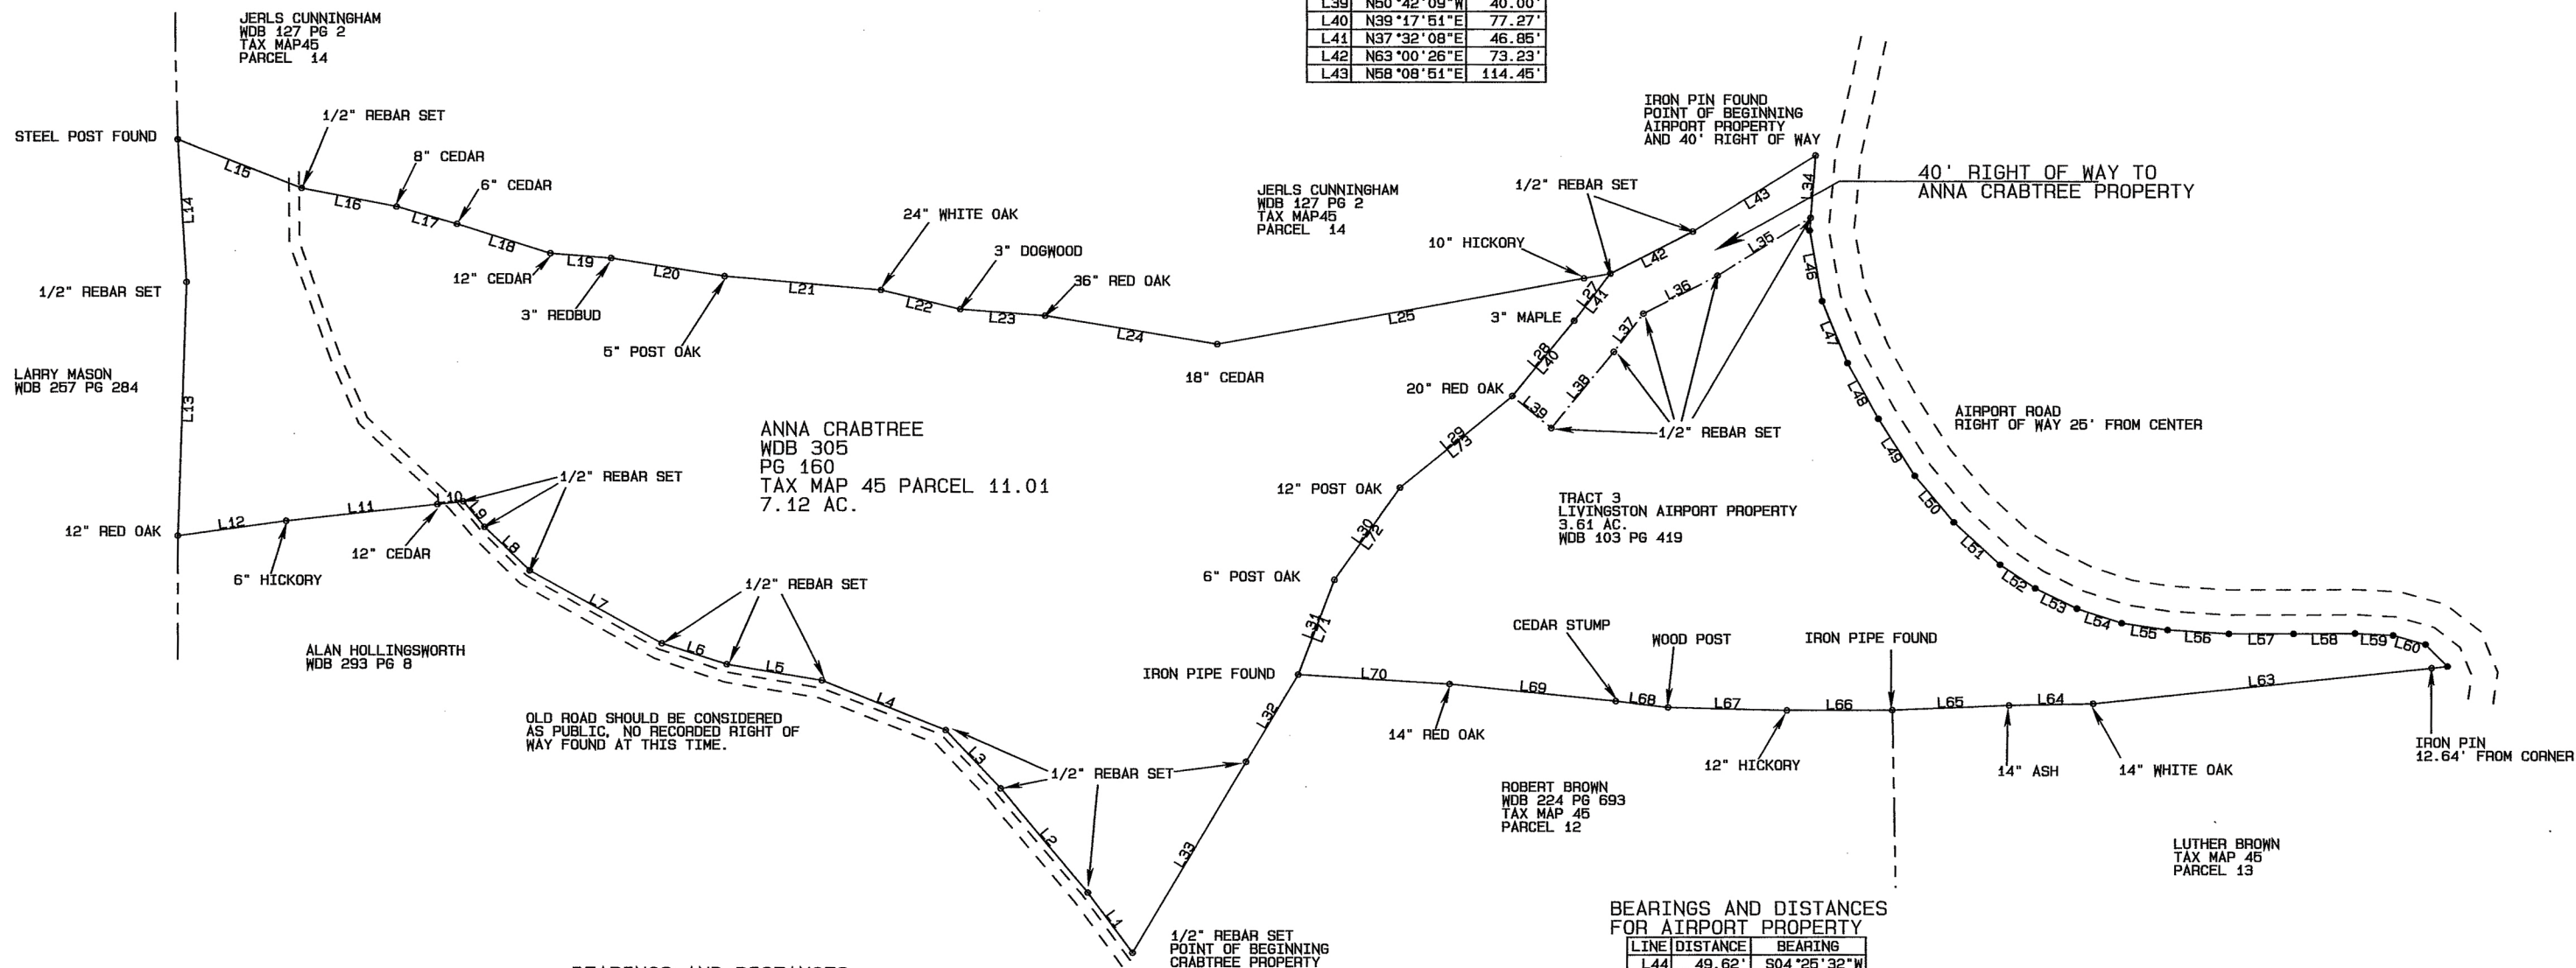 JERLS CUNNINGHAM
WDB 127 PG 2
TAX MAP45
PARCEL 14
L39 N50°42'09"W 40.00'
L40 N39°17'51"E 77.27'
L41 N37°32'08"E 46.85'
L42 N63°00'26"E 73.23'
L43 N58°08'51"E 114.45'
STEEL POST FOUND
1/2" REBAR SET
8" CEDAR
6" CEDAR
L15
L16
L17
L18
L14
12" CEDAR
L19
3" REDBUD
L20
5" POST OAK
L21
24" WHITE OAK
L22
3" DOGWOOD
L23
36" RED OAK
L24
18" CEDAR
L25
JERLS CUNNINGHAM
WDB 127 PG 2
TAX MAP45
PARCEL 14
10" HICKORY
1/2" REBAR SET
IRON PIN FOUND
POINT OF BEGINNING
AIRPORT PROPERTY
AND 40' RIGHT OF WAY
40' RIGHT OF WAY TO
ANNA CRABTREE PROPERTY
L34
L43
L42
L35
L36
L27
L41
L37
3" MAPLE
L28
L40
L38
L39
20" RED OAK
1/2" REBAR SET
L46
L47
L48
L49
L50
L51
L52
L53
L54
L55
L56
L57
L58
L59
L60
AIRPORT ROAD
RIGHT OF WAY 25' FROM CENTER
1/2" REBAR SET
LARRY MASON
WDB 257 PG 284
L13
ANNA CRABTREE
WDB 305
PG 160
TAX MAP 45 PARCEL 11.01
7.12 AC.
12" RED OAK
L12
L11
L10
L9
L8
6" HICKORY
12" CEDAR
1/2" REBAR SET
L7
L6
L5
L4
1/2" REBAR SET
ALAN HOLLINGSWORTH
WDB 293 PG 8
OLD ROAD SHOULD BE CONSIDERED
AS PUBLIC, NO RECORDED RIGHT OF
WAY FOUND AT THIS TIME.
L3
L2
L1
1/2" REBAR SET
L29
L73
12" POST OAK
L30
L72
6" POST OAK
L31
L71
IRON PIPE FOUND
L32
L33
TRACT 3
LIVINGSTON AIRPORT PROPERTY
3.61 AC.
WDB 103 PG 419
L70
14" RED OAK
L69
CEDAR STUMP
L68
WOOD POST
L67
12" HICKORY
L66
IRON PIPE FOUND
L65
14" ASH
L64
14" WHITE OAK
L63
IRON PIN
12.64' FROM CORNER
ROBERT BROWN
WDB 224 PG 693
TAX MAP 45
PARCEL 12
LUTHER BROWN
TAX MAP 45
PARCEL 13
1/2" REBAR SET
POINT OF BEGINNING
CRABTREE PROPERTY
BEARINGS AND DISTANCES
FOR AIRPORT PROPERTY
LINE DISTANCE BEARING
L44 49.62' S04°25'32"W
BEARINGS AND DISTANCES